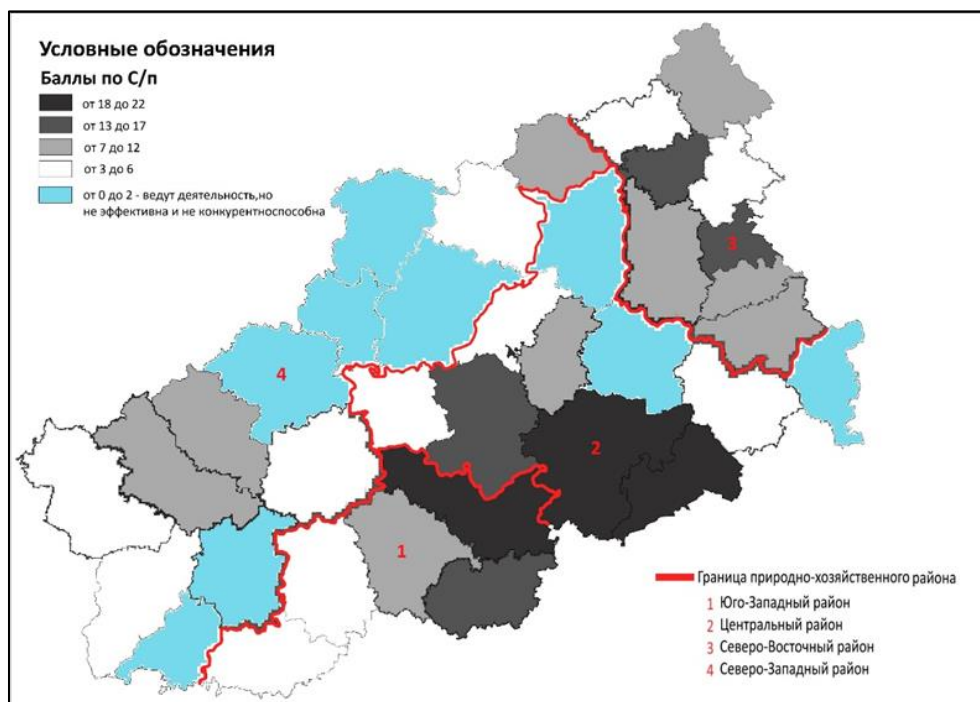 Условные обозначения
Баллы по С/п
от 18 до 22
от 13 до 17
от 7 до 12
от 3 до 6
от 0 до 2 - ведут деятельность,но
не эффективна и не конкурентноспособна
3
4
2
1
Граница природно-хозяйственного района
1 Юго-Западный район
2 Центральный район
3 Северо-Восточный район
4 Северо-Западный район